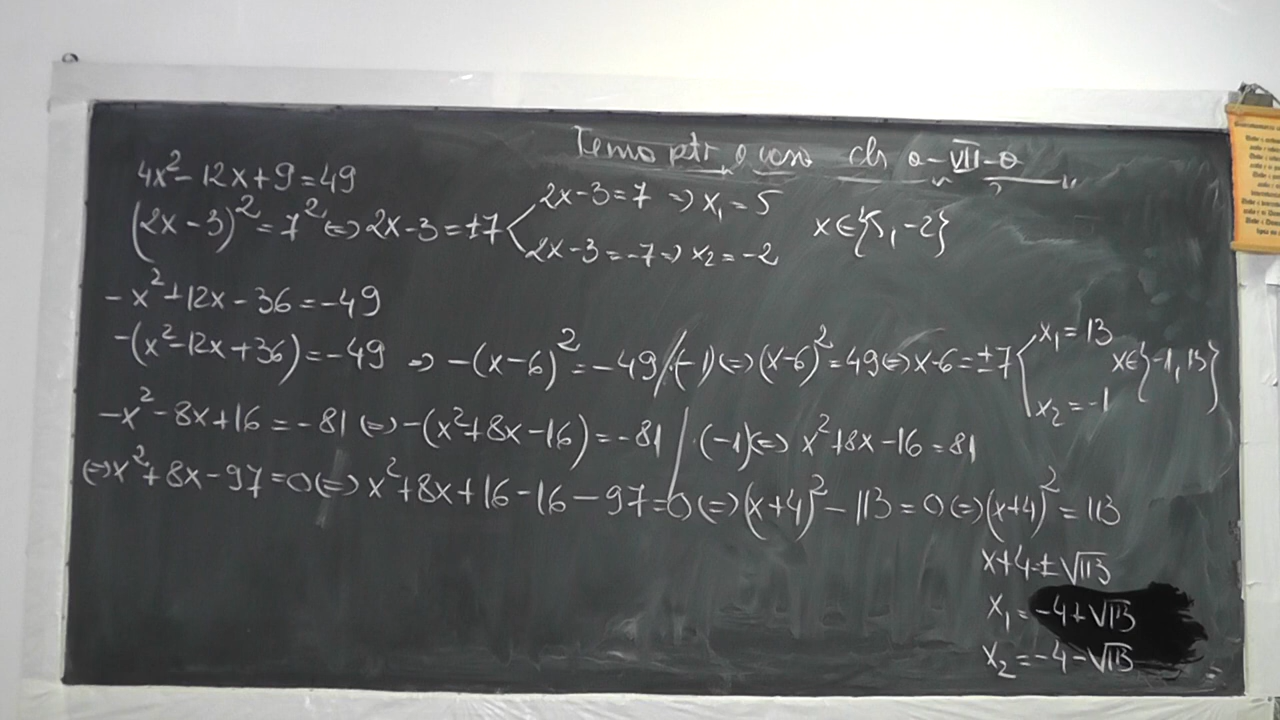 Tema ptr acasa cls a-VII-a
4x²-12x+9=49
(2x-3)²=7² <=> 2x-3=±7
2x-3=7 => x₁=5
2x-3=-7 => x₂=-2
x∈{5,-2}
-x²+12x-36=-49
-(x²-12x+36)=-49 => -(x-6)²=-49 /·(-1) <=> (x-6)²=49 <=> x-6=±7
x₁=13
x₂=-1
x∈{-1,13}
-x²-8x+16=-81 <=> -(x²+8x-16)=-81 / (-1) <=> x²+8x-16=81
<=> x²+8x-97=0 <=> x²+8x+16-16-97=0 <=> (x+4)²-113=0 <=> (x+4)²=113
x+4=±√113
x₁=-4+√113
x₂=-4-√113